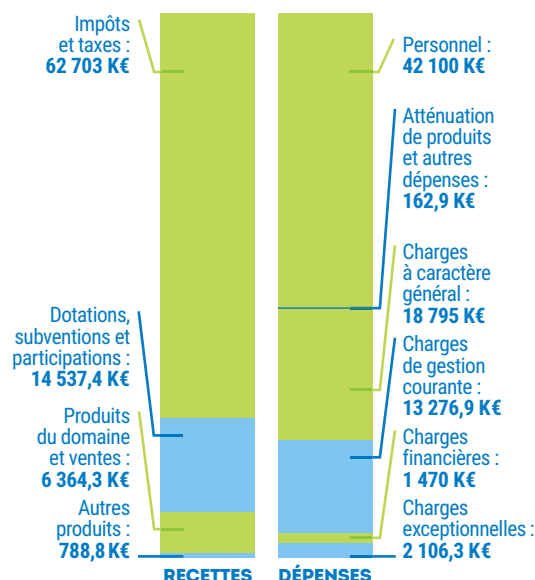 Impôts
et taxes :
62 703 K€
Dotations,
subventions et
participations :
14 537,4 K€
Produits
du domaine
et ventes :
6 364,3 K€
Autres
produits :
788,8 K€
RECETTES
Personnel :
42 100 K€
Atténuation
de produits
et autres
dépenses :
162,9 K€
Charges
à caractère
général :
18 795 K€
Charges
de gestion
courante :
13 276,9 K€
Charges
financières :
1 470 K€
Charges
exceptionnelles :
2 106,3 K€
DÉPENSES